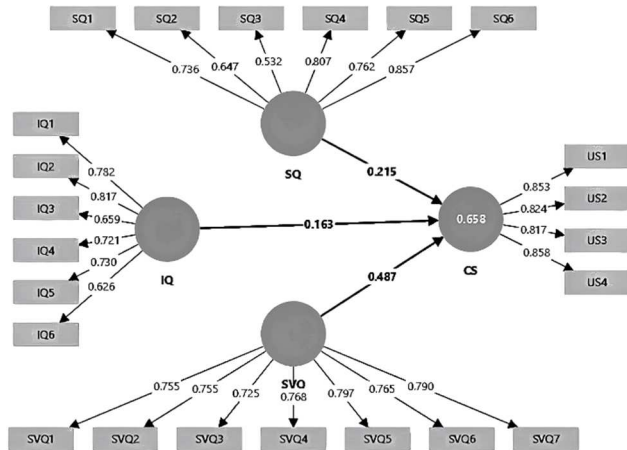 SQ1 SQ2 SQ3 SQ4 SQ5 SQ6
0.736 0.647 0.532 0.807 0.762 0.857
SQ
IQ1
IQ2
IQ3
IQ4
IQ5
IQ6
0.782
0.817
0.659
0.721
0.730
0.626
IQ
0.215
0.163
0.487
0.658
CS
0.853
0.824
0.817
0.858
US1
US2
US3
US4
SVQ
0.755 0.755 0.725 0.768 0.797 0.765 0.790
SVQ1 SVQ2 SVQ3 SVQ4 SVQ5 SVQ6 SVQ7